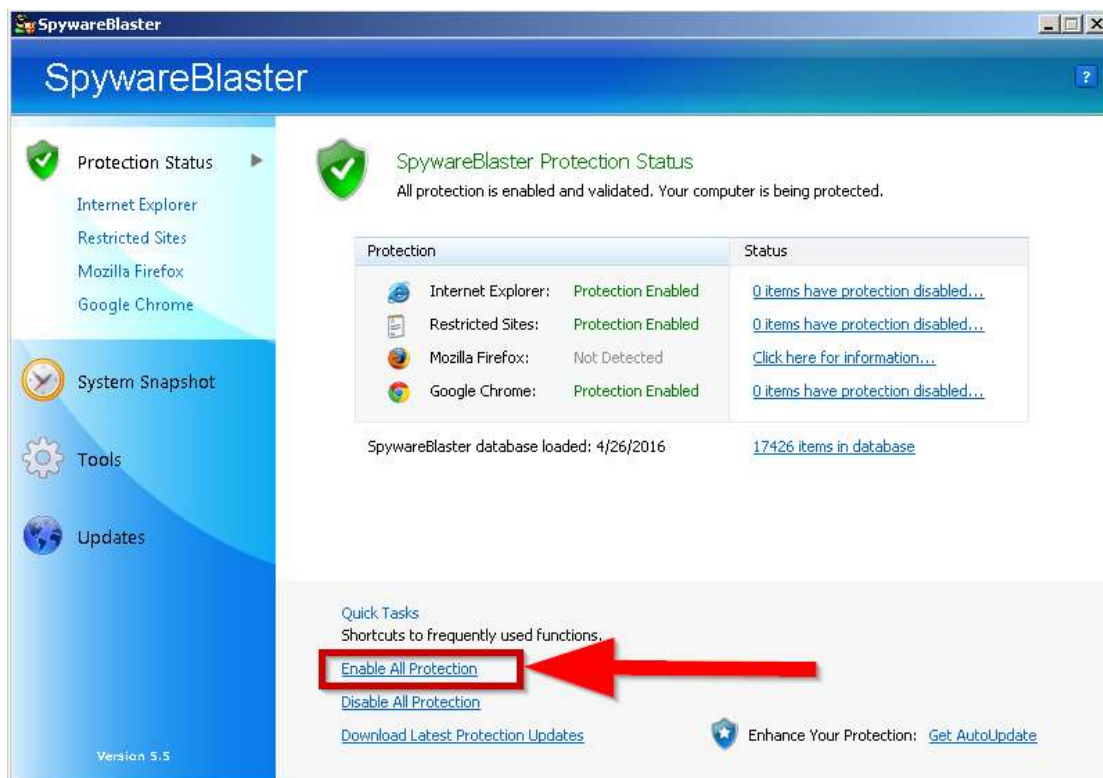 SpywareBlaster
SpywareBlaster
?
Protection Status
Internet Explorer
Restricted Sites
Mozilla Firefox
Google Chrome
System Snapshot
Tools
Updates
Version 5.5
SpywareBlaster Protection Status
All protection is enabled and validated. Your computer is being protected.
Protection Status
Internet Explorer: Protection Enabled 0 items have protection disabled...
Restricted Sites: Protection Enabled 0 items have protection disabled...
Mozilla Firefox: Not Detected Click here for information...
Google Chrome: Protection Enabled 0 items have protection disabled...
SpywareBlaster database loaded: 4/26/2016 17426 items in database
Quick Tasks
Shortcuts to frequently used functions.
Enable All Protection
Disable All Protection
Download Latest Protection Updates
Enhance Your Protection: Get AutoUpdate